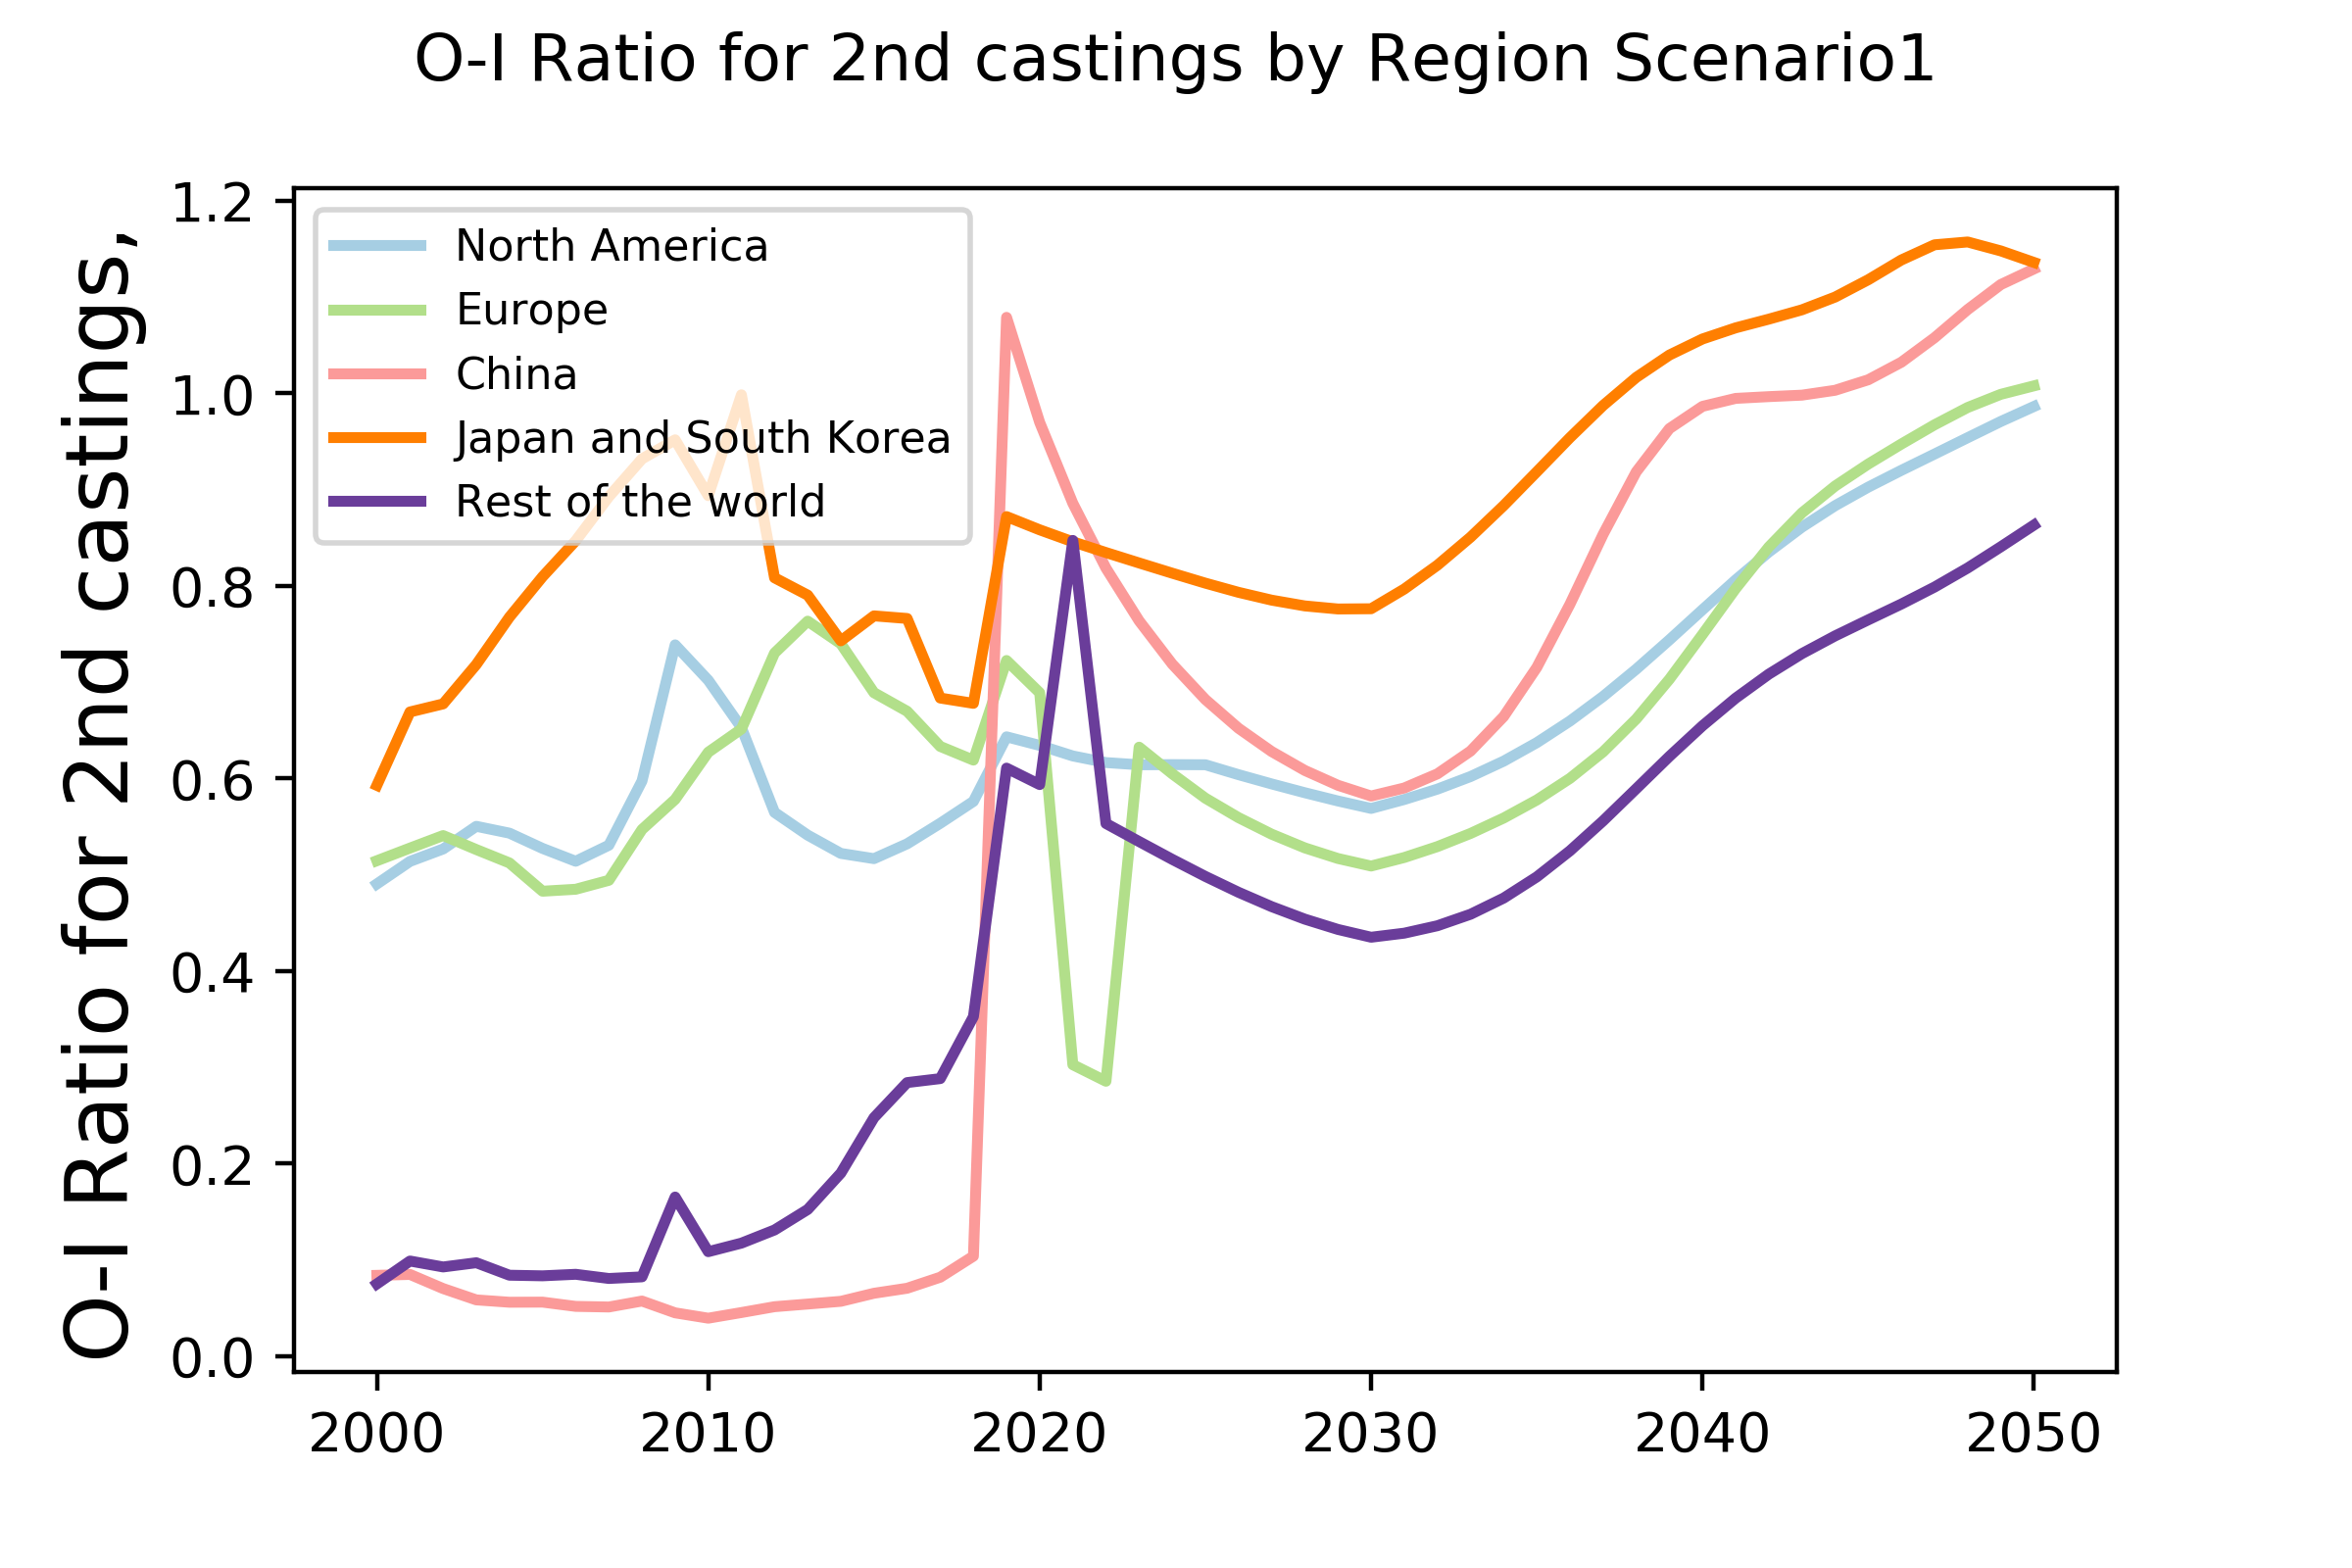 O-I Ratio for 2nd castings by Region Scenario1
O-I Ratio for 2nd castings,
1.2
1.0
0.8
0.6
0.4
0.2
0.0
North America
Europe
China
Japan and South Korea
Rest of the world
2000 2010 2020 2030 2040 2050